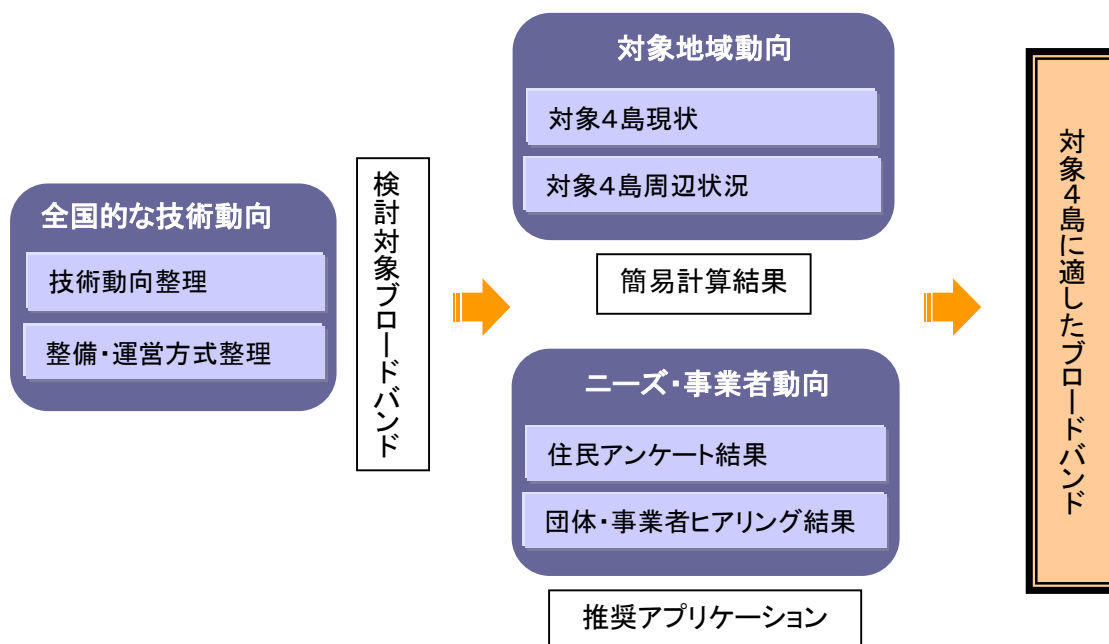 全国的な技術動向
技術動向整理
整備・運営方式整理
検討対象ブロードバンド
対象地域動向
対象４島現状
対象４島周辺状況
簡易計算結果
ニーズ・事業者動向
住民アンケート結果
団体・事業者ヒアリング結果
推奨アプリケーション
対象４島に適したブロードバンド